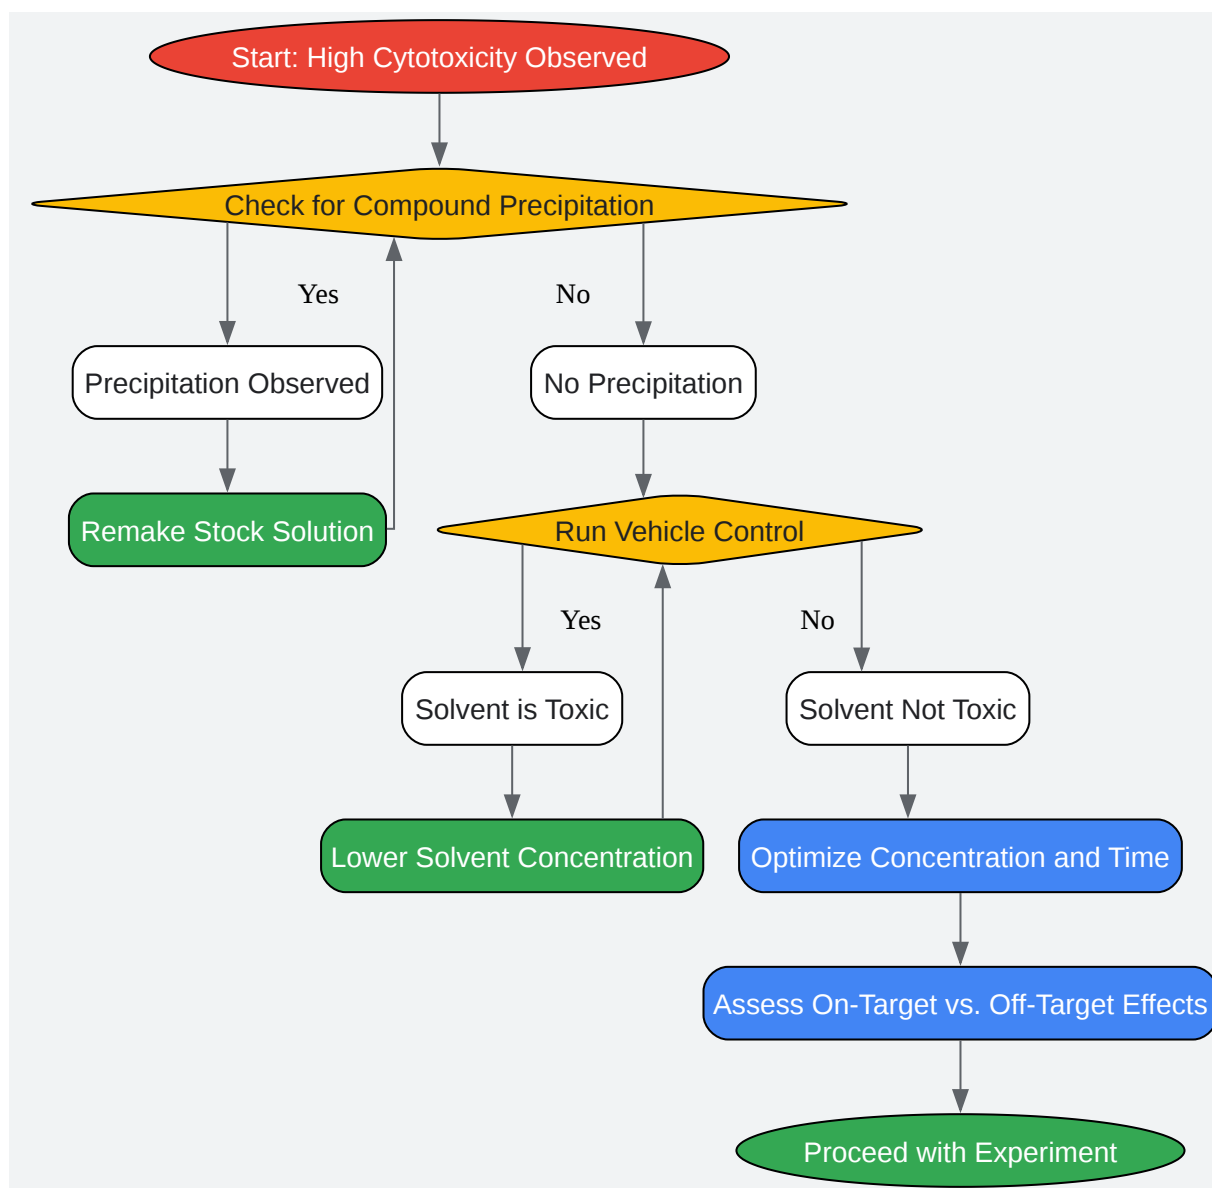 Start: High Cytotoxicity Observed
Check for Compound Precipitation
Yes
No
Precipitation Observed
No Precipitation
Remake Stock Solution
Run Vehicle Control
Yes
No
Solvent is Toxic
Solvent Not Toxic
Lower Solvent Concentration
Optimize Concentration and Time
Assess On-Target vs. Off-Target Effects
Proceed with Experiment